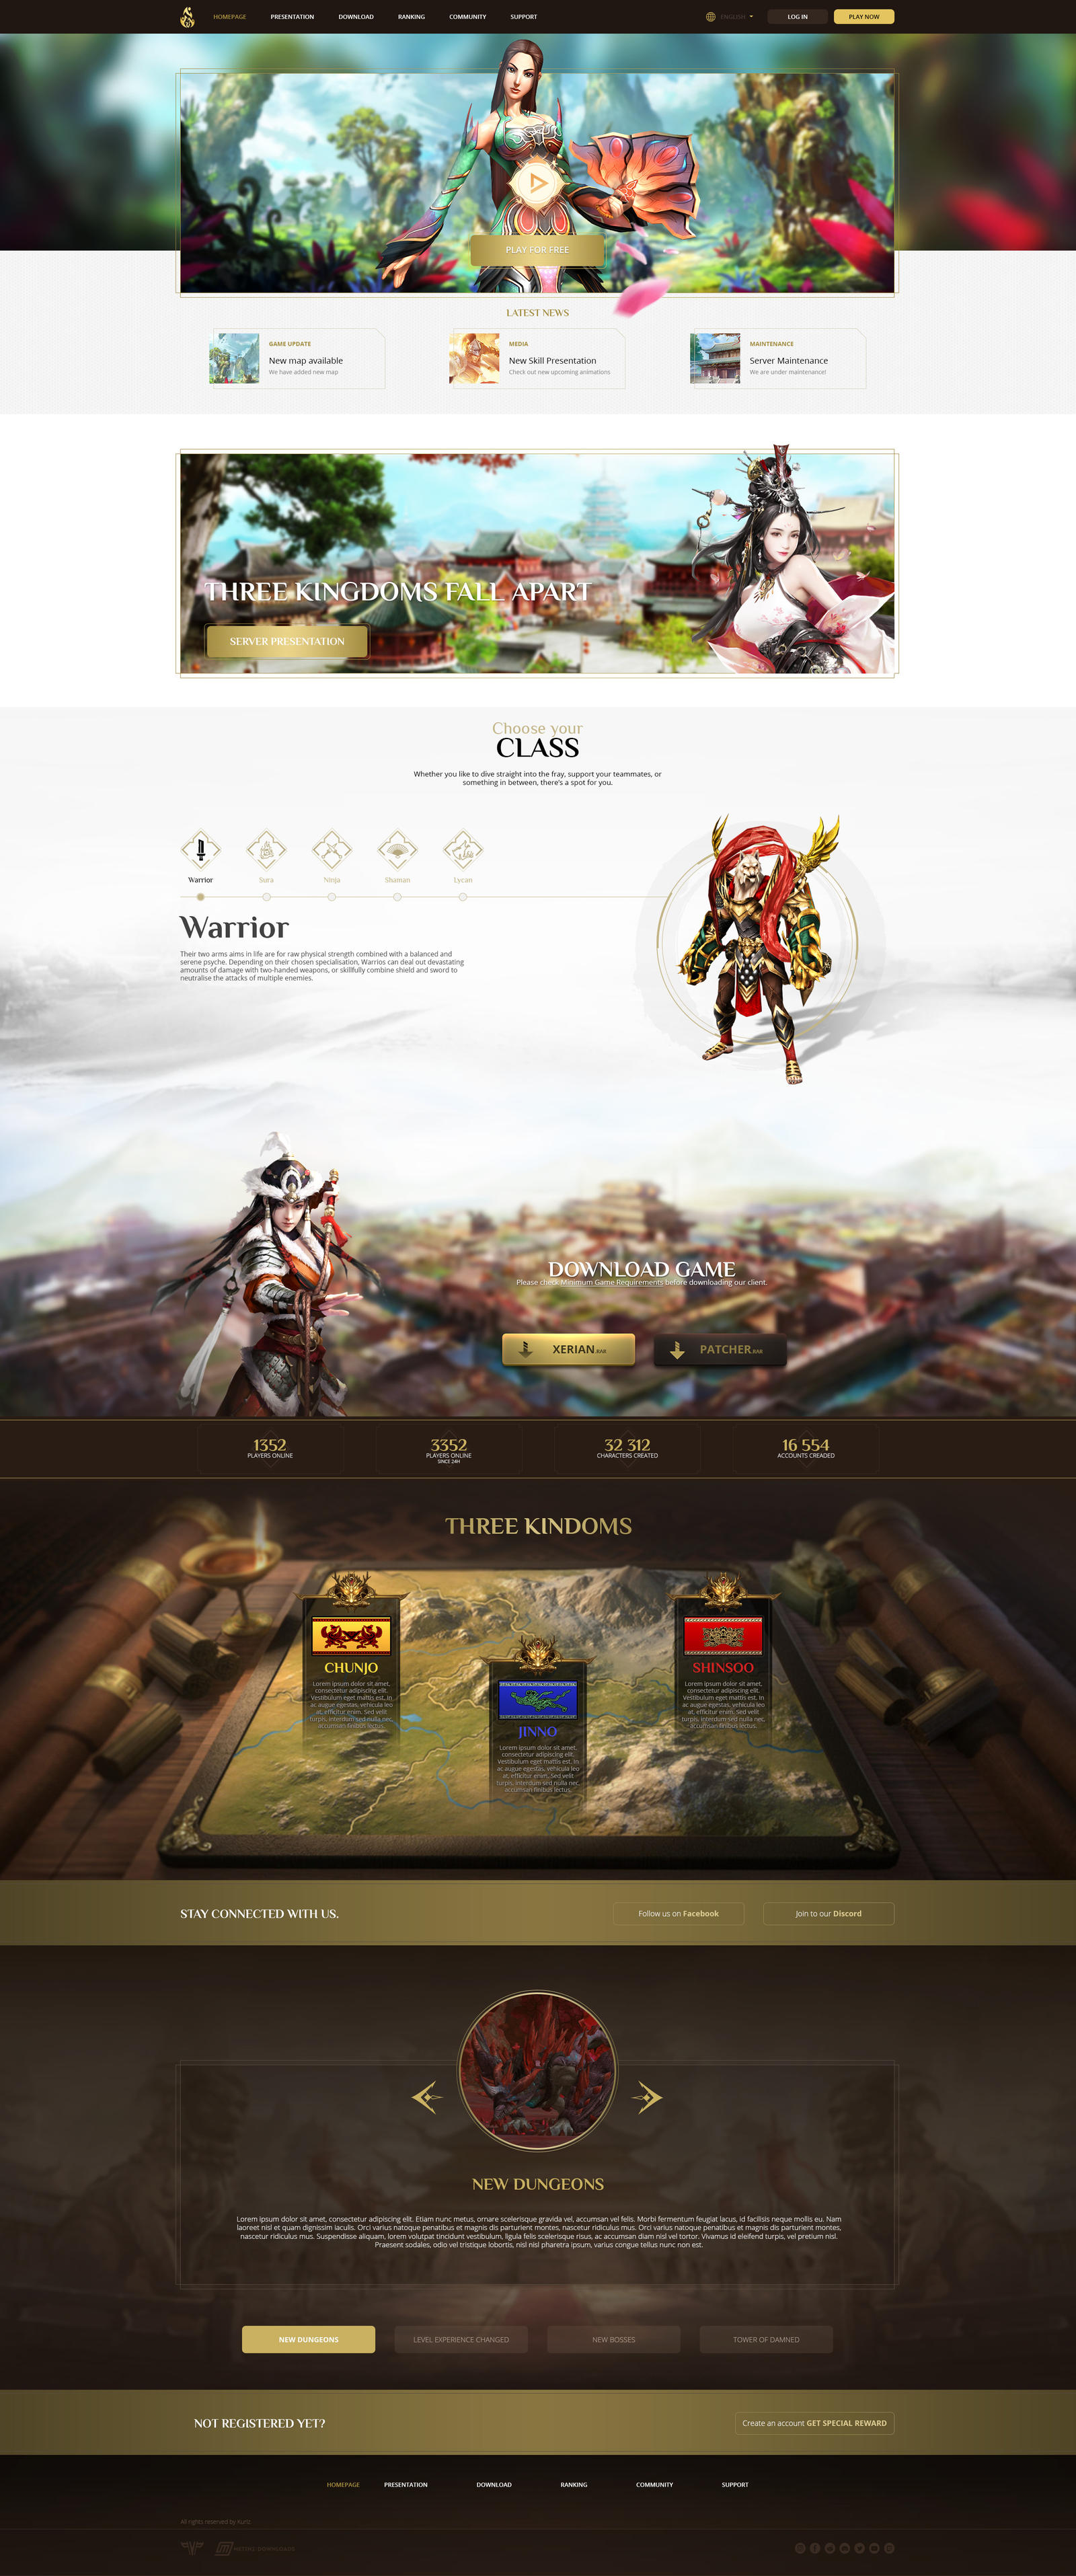 HOMEPAGE PRESENTATION DOWNLOAD RANKING COMMUNITY SUPPORT ENGLISH LOG IN PLAY NOW
PLAY FOR FREE
LATEST NEWS
GAME UPDATE
New map available
We have added new map
MEDIA
New Skill Presentation
Check out new upcoming animations
MAINTENANCE
Server Maintenance
We are under maintenance!
THREE KINGDOMS FALL APART
SERVER PRESENTATION
Choose your
CLASS
Whether you like to dive straight into the fray, support your teammates, or
something in between, there's a spot for you.
Warrior Sura Ninja Shaman Lycan
Warrior
Their two arms aims in life are for raw physical strength combined with a balanced and
serene psyche. Depending on their chosen specialisation, Warrios can deal out devastating
amounts of damage with two-handed weapons, or skillfully combine shield and sword to
neutralise the attacks of multiple enemies.
DOWNLOAD GAME
Please check Minimum Game Requirements before downloading our client.
XERIAN.RAR PATCHER.RAR
1352
PLAYERS ONLINE
3352
PLAYERS ONLINE
SINCE 24H
32 312
CHARACTERS CREATED
16 554
ACCOUNTS CREADED
THREE KINDOMS
CHUNJO
Lorem ipsum dolor sit amet,
consectetur adipiscing elit.
Vestibulum eget mattis est. In
ac augue egestas, vehicula leo
at, efficitur enim. Sed velit
turpis, interdum sed nulla nec,
accumsan finibus lectus.
JINNO
Lorem ipsum dolor sit amet,
consectetur adipiscing elit.
Vestibulum eget mattis est. In
ac augue egestas, vehicula leo
at, efficitur enim. Sed velit
turpis, interdum sed nulla nec,
accumsan finibus lectus.
SHINSOO
Lorem ipsum dolor sit amet,
consectetur adipiscing elit.
Vestibulum eget mattis est. In
ac augue egestas, vehicula leo
at, efficitur enim. Sed velit
turpis, interdum sed nulla nec,
accumsan finibus lectus.
STAY CONNECTED WITH US.
Follow us on Facebook
Join to our Discord
NEW DUNGEONS
Lorem ipsum dolor sit amet, consectetur adipiscing elit. Etiam nunc metus, ornare scelerisque gravida vel, accumsan vel felis. Morbi fermentum feugiat lacus, id facilisis neque mollis eu. Nam
laoreet nisl et quam dignissim iaculis. Orci varius natoque penatibus et magnis dis parturient montes, nascetur ridiculus mus. Orci varius natoque penatibus et magnis dis parturient montes,
nascetur ridiculus mus. Suspendisse aliquam, lorem volutpat tincidunt vestibulum, ligula felis scelerisque risus, ac accumsan diam nisl vel tortor. Vivamus id eleifend turpis, vel pretium nisl.
Praesent sodales, odio vel tristique lobortis, nisl nisl pharetra ipsum, varius congue tellus nunc non est.
NEW DUNGEONS LEVEL EXPERIENCE CHANGED NEW BOSSES TOWER OF DAMNED
NOT REGISTERED YET?
Create an account GET SPECIAL REWARD
HOMEPAGE PRESENTATION DOWNLOAD RANKING COMMUNITY SUPPORT
All rights reserved by